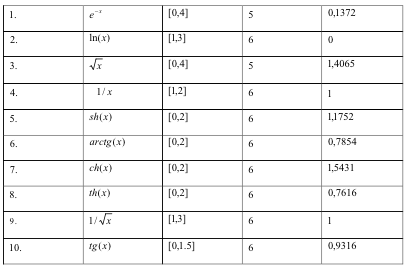 1. e^{-x} [0,4] 5 0,1372
2. ln(x) [1,3] 6 0
3. √x [0,4] 5 1,4065
4. 1/x [1,2] 6 1
5. sh(x) [0,2] 6 1,1752
6. arctg(x) [0,2] 6 0,7854
7. ch(x) [0,2] 6 1,5431
8. th(x) [0,2] 6 0,7616
9. 1/√x [1,3] 6 1
10. tg(x) [0,1.5] 6 0,9316